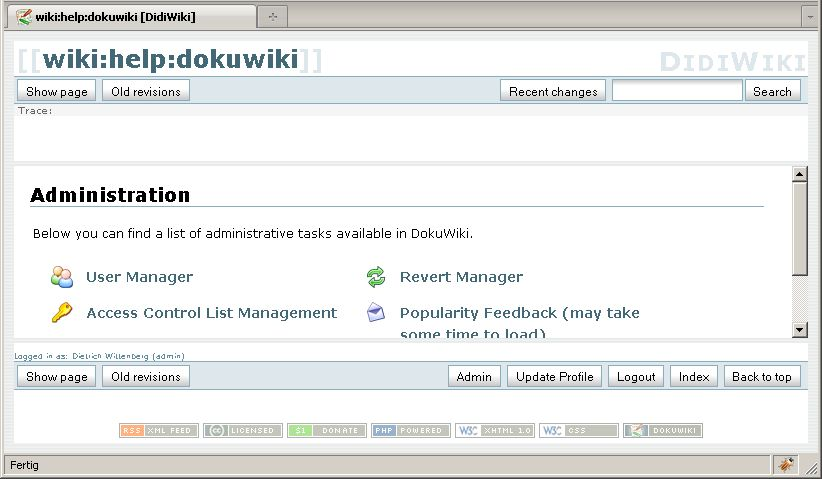 wiki:help:dokuwiki [DidiWiki]
[[wiki:help:dokuwiki]] DIDIWIKI
Show page Old revisions Recent changes Search
Trace:
Administration
Below you can find a list of administrative tasks available in DokuWiki.
User Manager Revert Manager
Access Control List Management Popularity Feedback (may take
some time to load)
Logged in as: Dietrich Wittenberg (admin)
Show page Old revisions Admin Update Profile Logout Index Back to top
RSS XML FEED cc LICENSED $1 DONATE PHP POWERED W3C XHTML 1.0 W3C CSS DOKUWIKI
Fertig